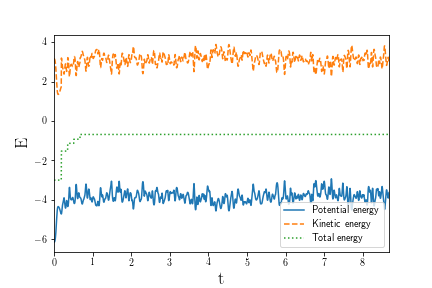 4
2
0
−2
−4
−6
E
0 1 2 3 4 5 6 7 8
t
Potential energy
Kinetic energy
Total energy